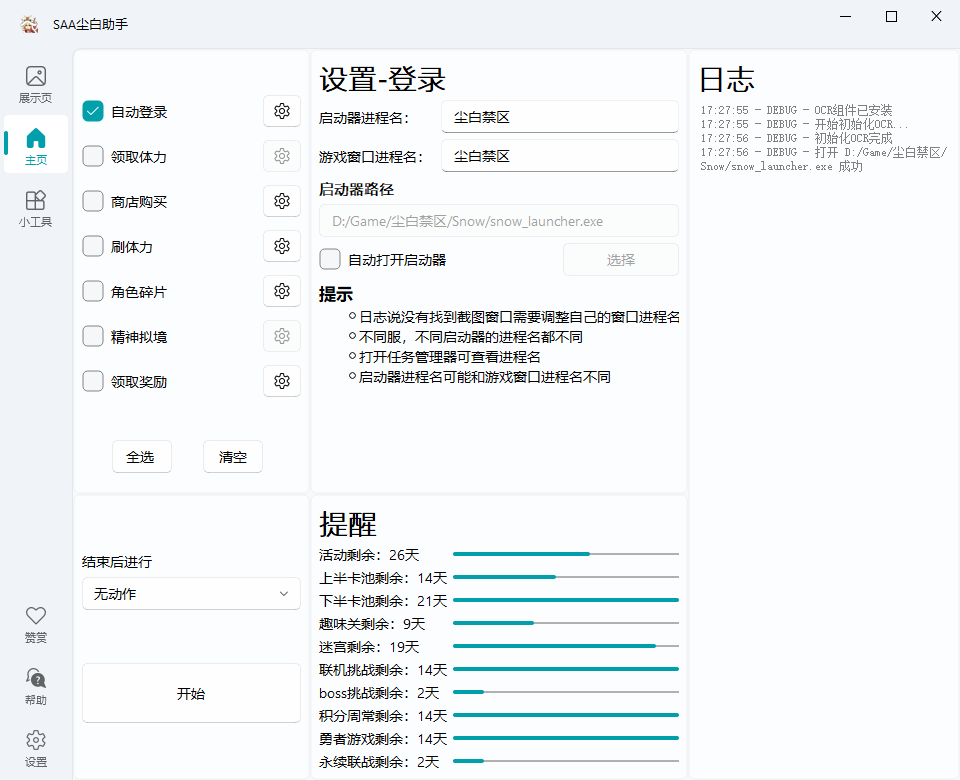 SAA尘白助手
展示页
主页
小工具
赞赏
帮助
设置
自动登录
领取体力
商店购买
刷体力
角色碎片
精神拟境
领取奖励
全选
清空
结束后进行
无动作
开始
设置-登录
启动器进程名：
尘白禁区
游戏窗口进程名：
尘白禁区
启动器路径
D:/Game/尘白禁区/Snow/snow_launcher.exe
自动打开启动器
选择
提示
日志说没有找到截图窗口需要调整自己的窗口进程名
不同服，不同启动器的进程名都不同
打开任务管理器可查看进程名
启动器进程名可能和游戏窗口进程名不同
提醒
活动剩余：26天
上半卡池剩余：14天
下半卡池剩余：21天
趣味关剩余：9天
迷宫剩余：19天
联机挑战剩余：14天
boss挑战剩余：2天
积分周常剩余：14天
勇者游戏剩余：14天
永续联战剩余：2天
日志
17:27:55 - DEBUG - OCR组件已安装
17:27:55 - DEBUG - 开始初始化OCR...
17:27:56 - DEBUG - 初始化OCR完成
17:27:56 - DEBUG - 打开 D:/Game/尘白禁区/
Snow/snow_launcher.exe 成功